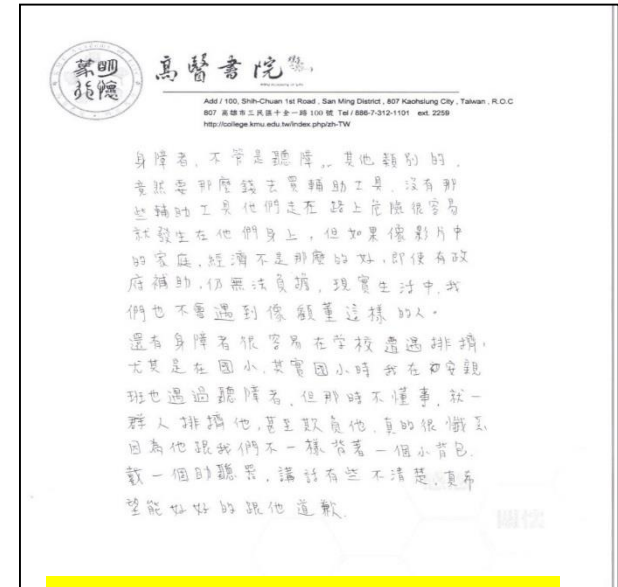 高醫書院
Add / 100, Shih-Chuan 1st Road , San Ming District , 807 Kaohsiung City , Taiwan , R.O.C
807 高雄市三民區十全一路 100 號 Tel / 886-7-312-1101 ext. 2259
http://college.kmu.edu.tw/index.php/zh-TW
身障者,不管是聽障,,其他類別的,
竟然要那麼錢去買輔助工具,沒有那
些輔助工具他們走在路上危險很容易
就發生在他們身上,但如果像影片中
的家庭,經濟不是那麼的好,即使有政
府補助,仍無法負擔,現實生活中,我
們也不會遇到像顧董這樣的人。
還有身障者很容易在学校遭遇排擠,
尤其是在國小,其實國小時我在安親
班也遇過聽障者,但那時不懂事,就一
群人排擠他,甚至欺負他,真的很
因為他跟我們不一樣背著一個小背包,
戴一個助聽器,講話有些不清楚,真希
望能好好的跟他道歉.
關懷